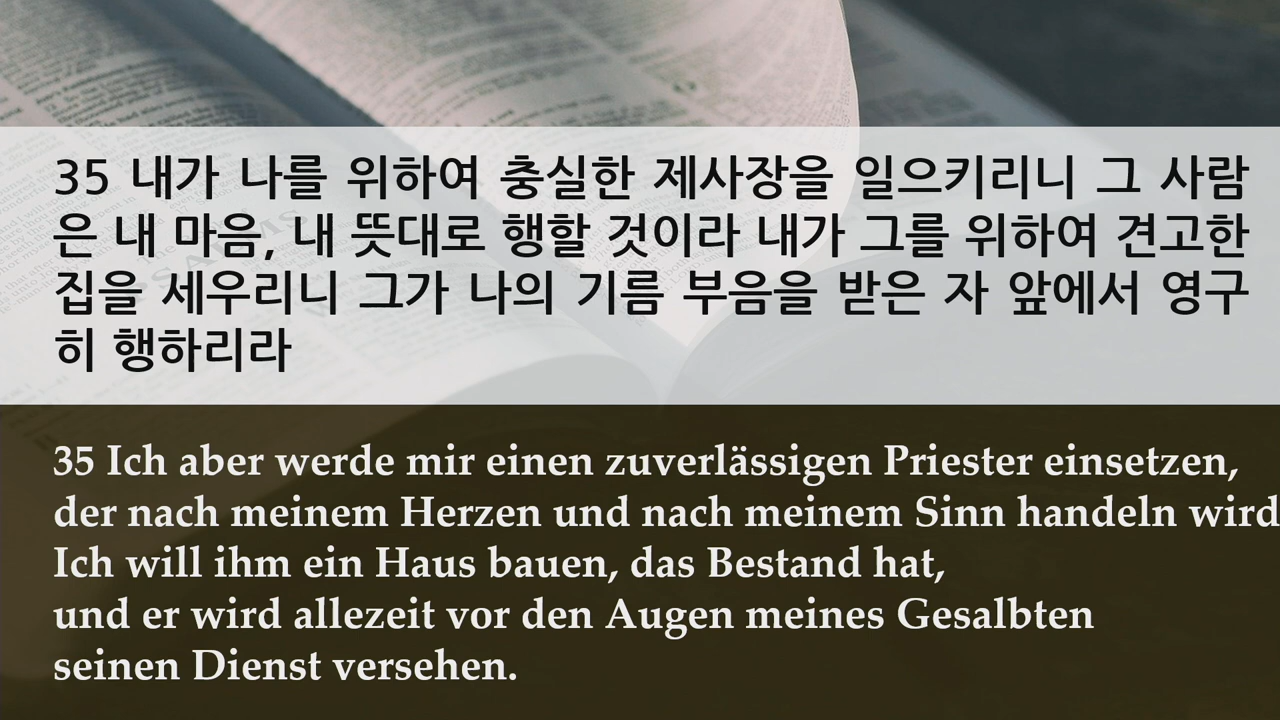 35 내가 나를 위하여 충실한 제사장을 일으키리니 그 사람
은 내 마음, 내 뜻대로 행할 것이라 내가 그를 위하여 견고한
집을 세우리니 그가 나의 기름 부음을 받은 자 앞에서 영구
히 행하리라
35 Ich aber werde mir einen zuverlässigen Priester einsetzen,
der nach meinem Herzen und nach meinem Sinn handeln wird
Ich will ihm ein Haus bauen, das Bestand hat,
und er wird allezeit vor den Augen meines Gesalbten
seinen Dienst versehen.